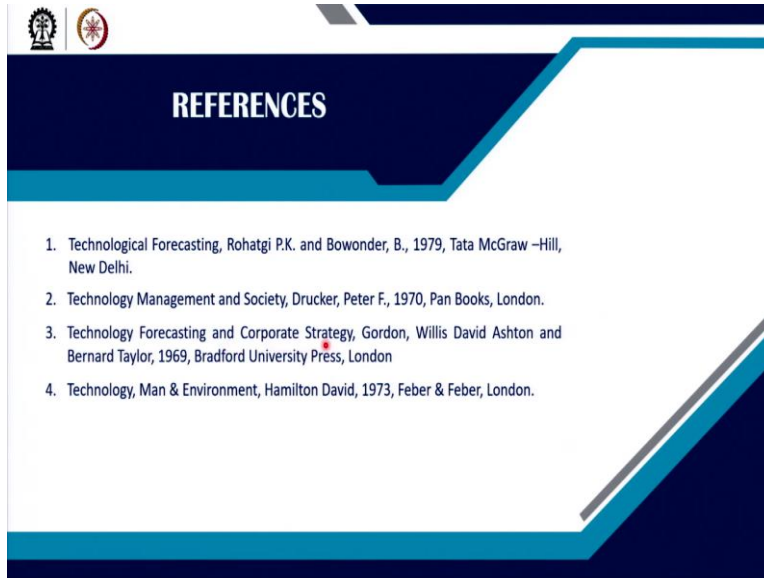 REFERENCES
1. Technological Forecasting, Rohatgi P.K. and Bowonder, B., 1979, Tata McGraw –Hill,
New Delhi.
2. Technology Management and Society, Drucker, Peter F., 1970, Pan Books, London.
3. Technology Forecasting and Corporate Strategy, Gordon, Willis David Ashton and
Bernard Taylor, 1969, Bradford University Press, London
4. Technology, Man & Environment, Hamilton David, 1973, Feber & Feber, London.